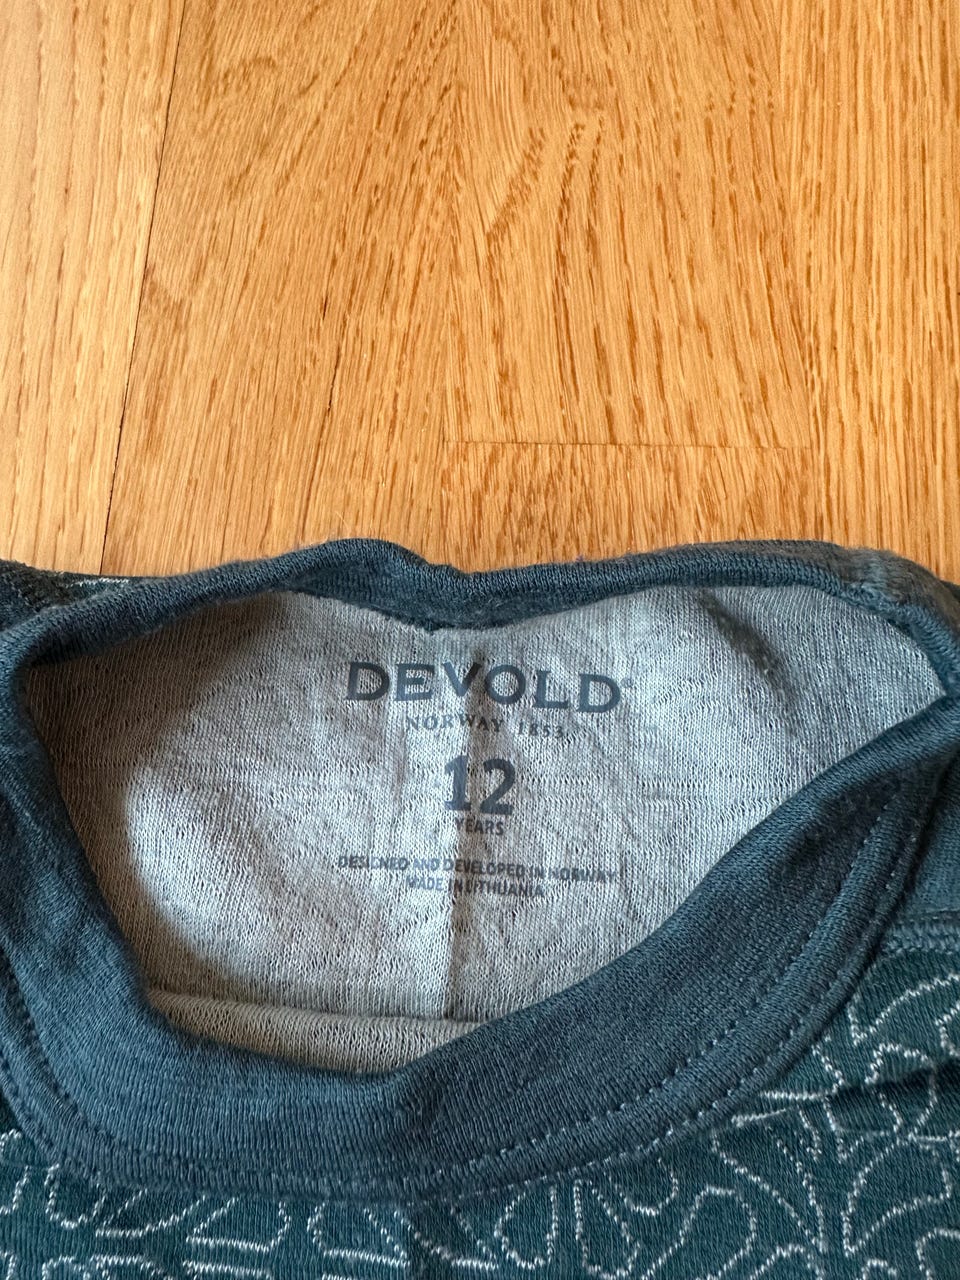 DEVOLD
NORWAY 1853
12
YEARS
DESIGNED AND DEVELOPED IN NORWAY
MADE IN LITHUANIA